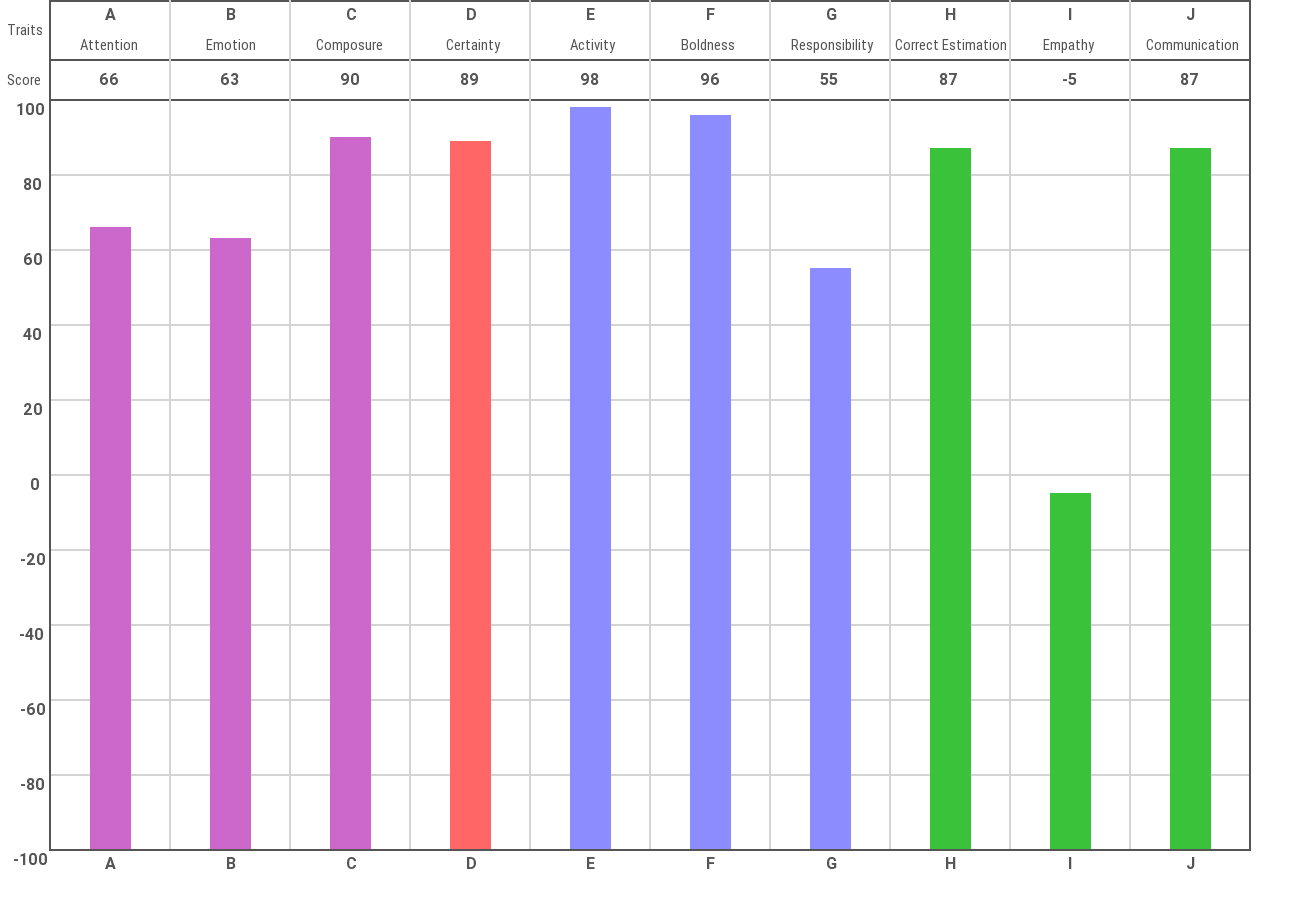 Traits A B C D E F G H I J
Attention Emotion Composure Certainty Activity Boldness Responsibility Correct Estimation Empathy Communication
Score 66 63 90 89 98 96 55 87 -5 87
100
80
60
40
20
0
-20
-40
-60
-80
-100
A B C D E F G H I J